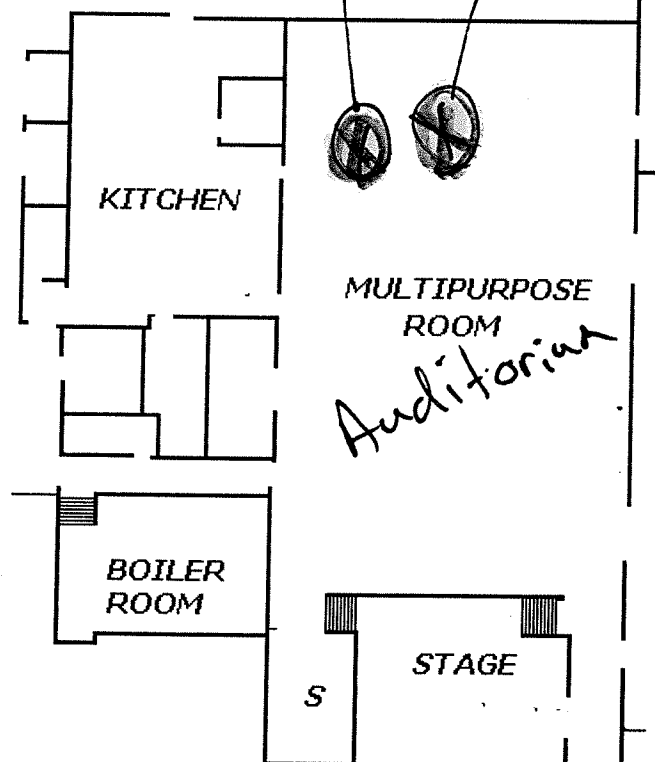 KITCHEN
MULTIPURPOSE
ROOM
Auditorium
BOILER
ROOM
STAGE
S